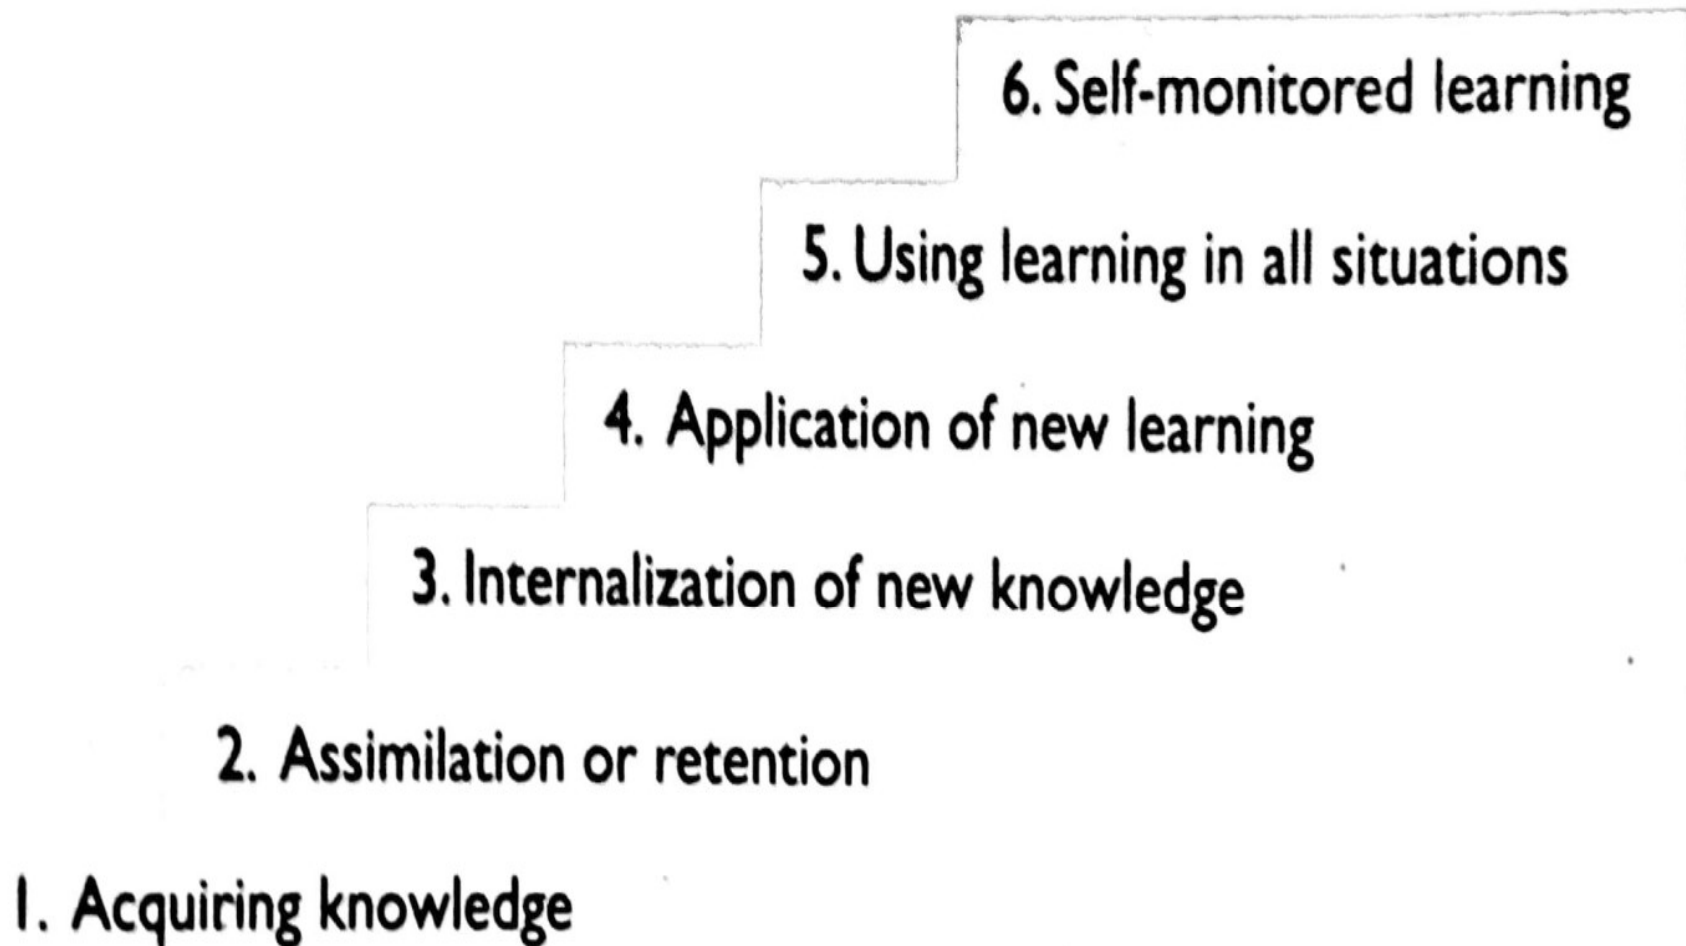 6. Self-monitored learning
5. Using learning in all situations
4. Application of new learning
3. Internalization of new knowledge
2. Assimilation or retention
1. Acquiring knowledge